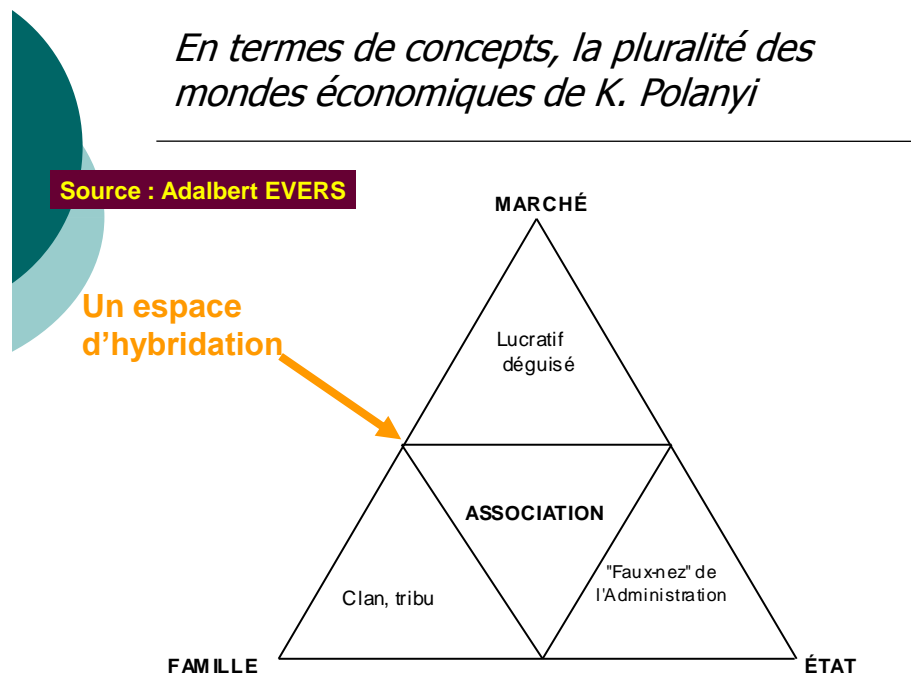 En termes de concepts, la pluralité des
mondes économiques de K. Polanyi
Source : Adalbert EVERS
MARCHÉ
Un espace
d'hybridation
Lucratif
déguisé
ASSOCIATION
"Faux-nez" de
l'Administration
Clan, tribu
FAMILLE
ÉTAT